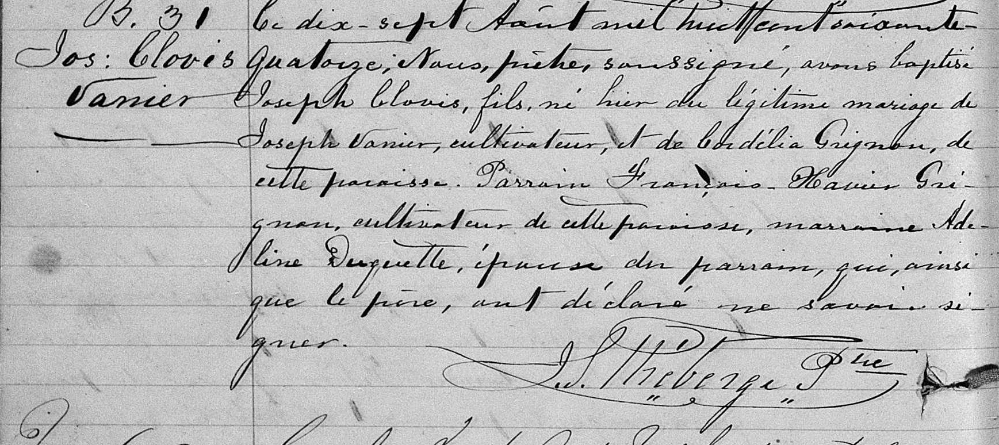 B. 31
Jos: Clovis
Vanier
Le dix-sept Août mil huit cent soixante-
quatorze, Nous, prêtre, soussigné, avons baptisé
Joseph Clovis, fils, né hier du légitime mariage de
Joseph Vanier, cultivateur, et de Cordélia Grignon, de
cette paroisse. Parrain François-Xavier Gri-
gnon, cultivateur de cette paroisse, marraine Ade-
line Duquette, épouse du parrain, qui, ainsi
que le père, ont déclaré ne savoir si-
gner.
J. S. Theberge Ptre